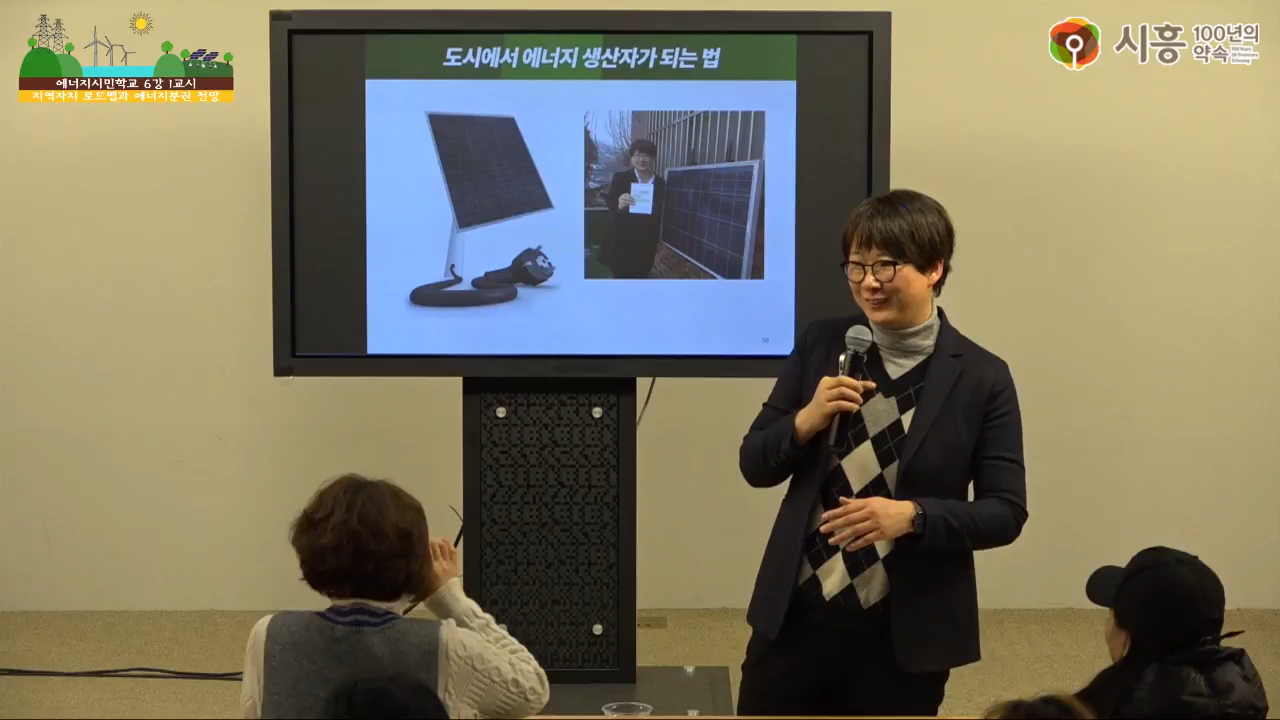 에너지시민학교 6강 1교시
지역자치 로드맵과 에너지분권 전망
도시에서 에너지 생산자가 되는 법
시흥
100년의
약속
50